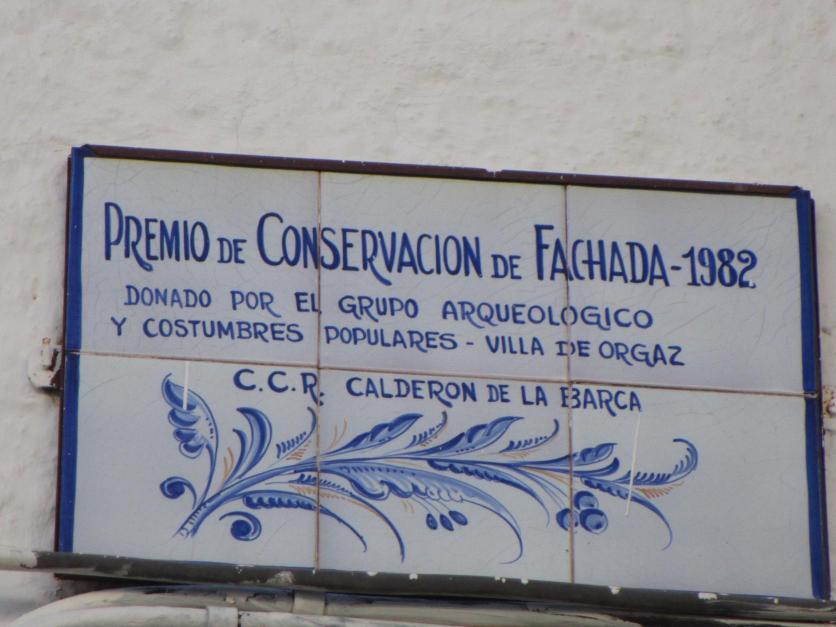 PREMIO DE CONSERVACION DE FACHADA-1982
DONADO POR EL GRUPO ARQUEOLOGICO
Y COSTUMBRES POPULARES - VILLA DE ORGAZ
C.C.R. CALDERON DE LA BARCA